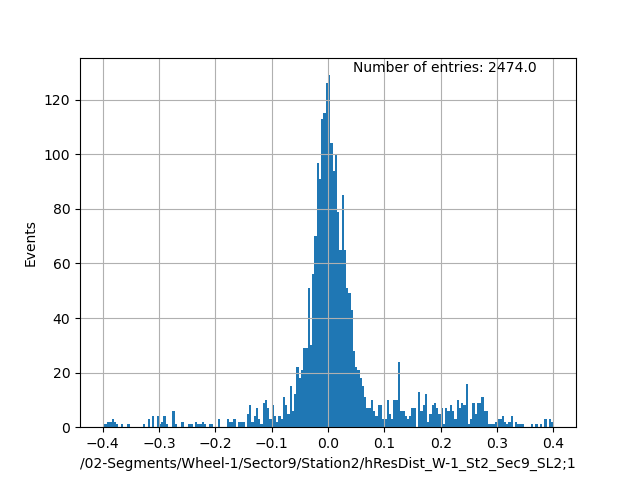 Number of entries: 2474.0
120
100
80
60
40
20
0
Events
−0.4 −0.3 −0.2 −0.1 0.0 0.1 0.2 0.3 0.4
/02-Segments/Wheel-1/Sector9/Station2/hResDist_W-1_St2_Sec9_SL2;1